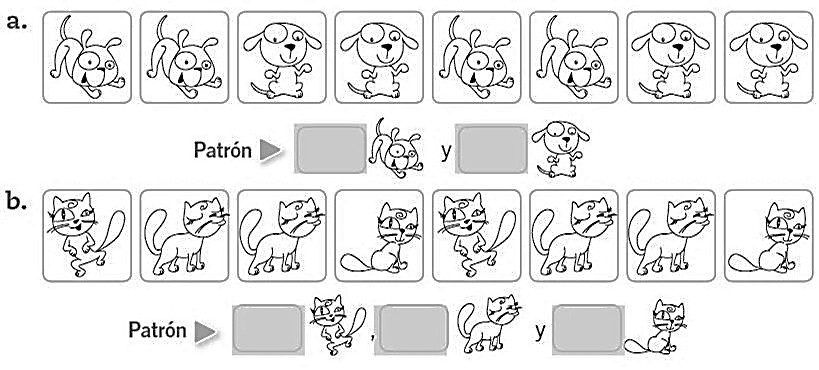 a.
Patrón y
b.
Patrón , y